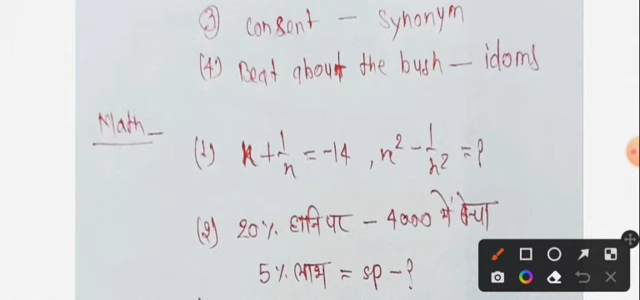 (3) Consent - Synonym
(4) Beat about the bush - idoms
Math -
(1) x + 1/x = -14, x² - 1/x² = ?
(2) 20% हानि पर - 4000 में बेचा
5% लाभ = SP - ?